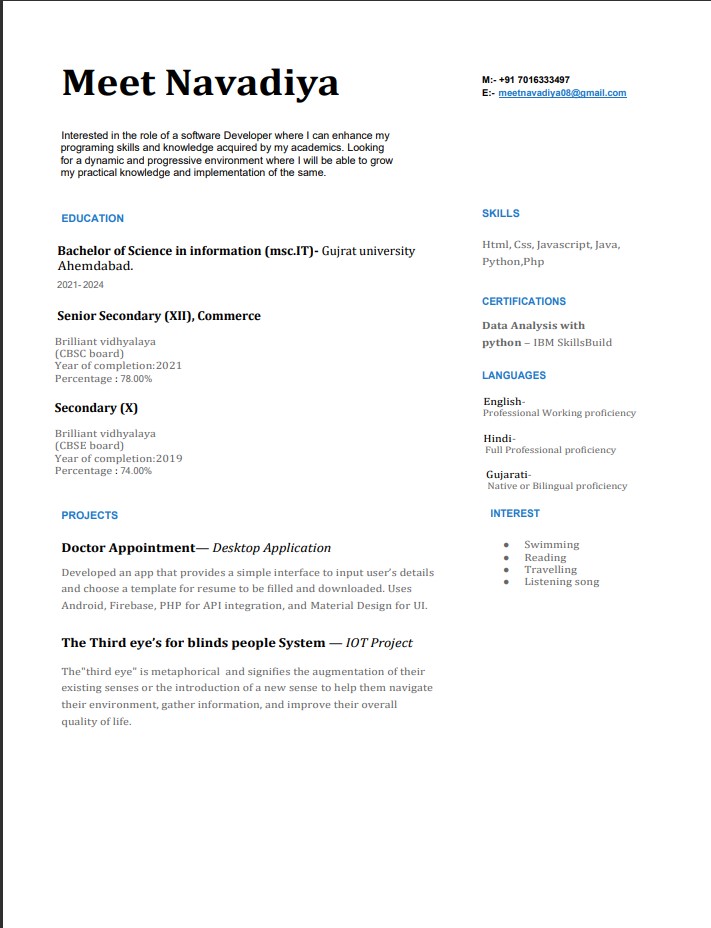 Meet Navadiya
M:- +91 7016333497
E:- meetnavadiya08@gmail.com
Interested in the role of a software Developer where I can enhance my
programing skills and knowledge acquired by my academics. Looking
for a dynamic and progressive environment where I will be able to grow
my practical knowledge and implementation of the same.
EDUCATION
Bachelor of Science in information (msc.IT)- Gujrat university
Ahemdabad.
2021- 2024
Senior Secondary (XII), Commerce
Brilliant vidhyalaya
(CBSC board)
Year of completion:2021
Percentage : 78.00%
Secondary (X)
Brilliant vidhyalaya
(CBSE board)
Year of completion:2019
Percentage : 74.00%
PROJECTS
Doctor Appointment— Desktop Application
Developed an app that provides a simple interface to input user's details
and choose a template for resume to be filled and downloaded. Uses
Android, Firebase, PHP for API integration, and Material Design for UI.
The Third eye's for blinds people System — IOT Project
The"third eye" is metaphorical and signifies the augmentation of their
existing senses or the introduction of a new sense to help them navigate
their environment, gather information, and improve their overall
quality of life.
SKILLS
Html, Css, Javascript, Java,
Python,Php
CERTIFICATIONS
Data Analysis with
python – IBM SkillsBuild
LANGUAGES
English-
Professional Working proficiency
Hindi-
Full Professional proficiency
Gujarati-
Native or Bilingual proficiency
INTEREST
● Swimming
● Reading
● Travelling
● Listening song